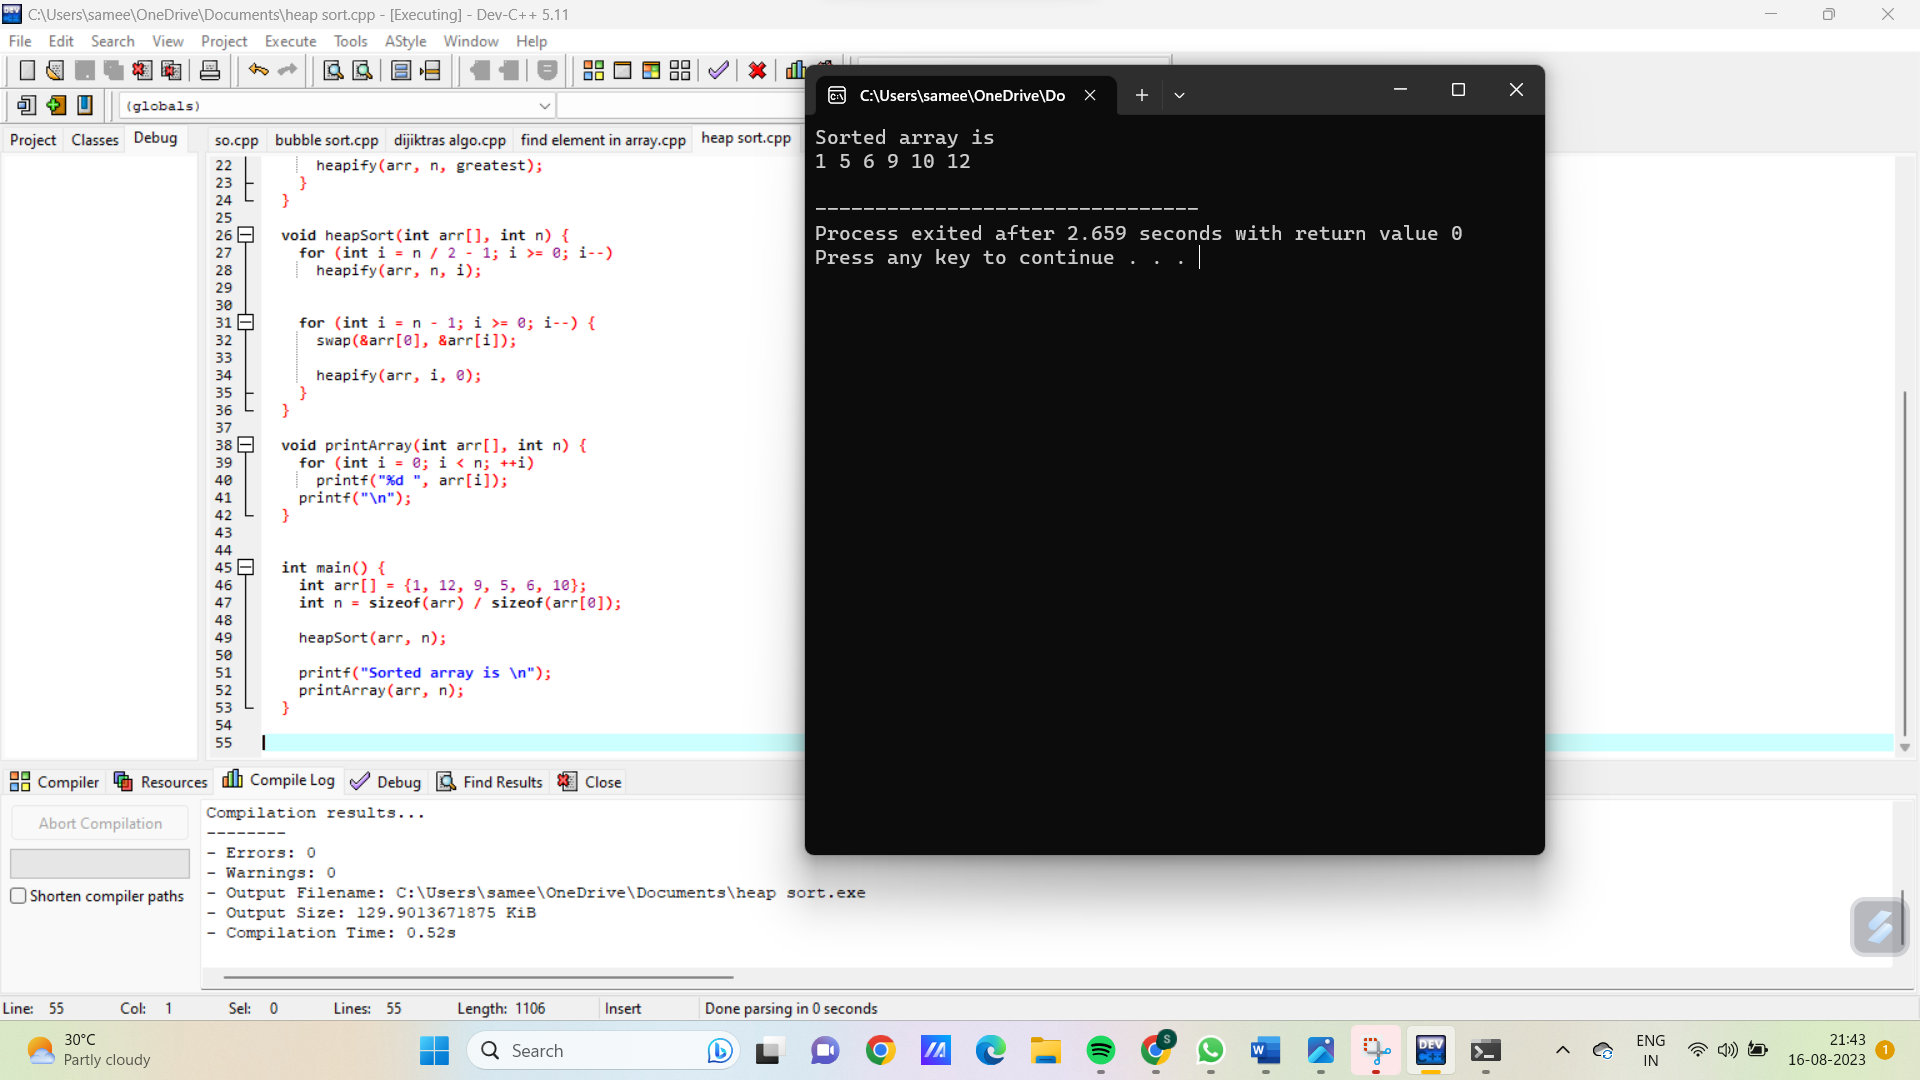 C:\Users\samee\OneDrive\Documents\heap sort.cpp - [Executing] - Dev-C++ 5.11
File Edit Search View Project Execute Tools AStyle Window Help
(globals)
Project Classes Debug
so.cpp bubble sort.cpp dijiktras algo.cpp find element in array.cpp heap sort.cpp
22 heapify(arr, n, greatest);
23 }
24 }
25
26 void heapSort(int arr[], int n) {
27 for (int i = n / 2 - 1; i >= 0; i--)
28 heapify(arr, n, i);
29
30
31 for (int i = n - 1; i >= 0; i--) {
32 swap(&arr[0], &arr[i]);
33
34 heapify(arr, i, 0);
35 }
36 }
37
38 void printArray(int arr[], int n) {
39 for (int i = 0; i < n; ++i)
40 printf("%d ", arr[i]);
41 printf("\n");
42 }
43
44
45 int main() {
46 int arr[] = {1, 12, 9, 5, 6, 10};
47 int n = sizeof(arr) / sizeof(arr[0]);
48
49 heapSort(arr, n);
50
51 printf("Sorted array is \n");
52 printArray(arr, n);
53 }
54
55
C:\Users\samee\OneDrive\Do
Sorted array is
1 5 6 9 10 12
--------------------------------
Process exited after 2.659 seconds with return value 0
Press any key to continue . . .
Compiler Resources Compile Log Debug Find Results Close
Abort Compilation
Shorten compiler paths
Compilation results...
--------
- Errors: 0
- Warnings: 0
- Output Filename: C:\Users\samee\OneDrive\Documents\heap sort.exe
- Output Size: 129.9013671875 KiB
- Compilation Time: 0.52s
Line: 55 Col: 1 Sel: 0 Lines: 55 Length: 1106 Insert Done parsing in 0 seconds
30°C
Partly cloudy
Search
S
W
DEV
C++
ENG
IN
21:43
16-08-2023
1